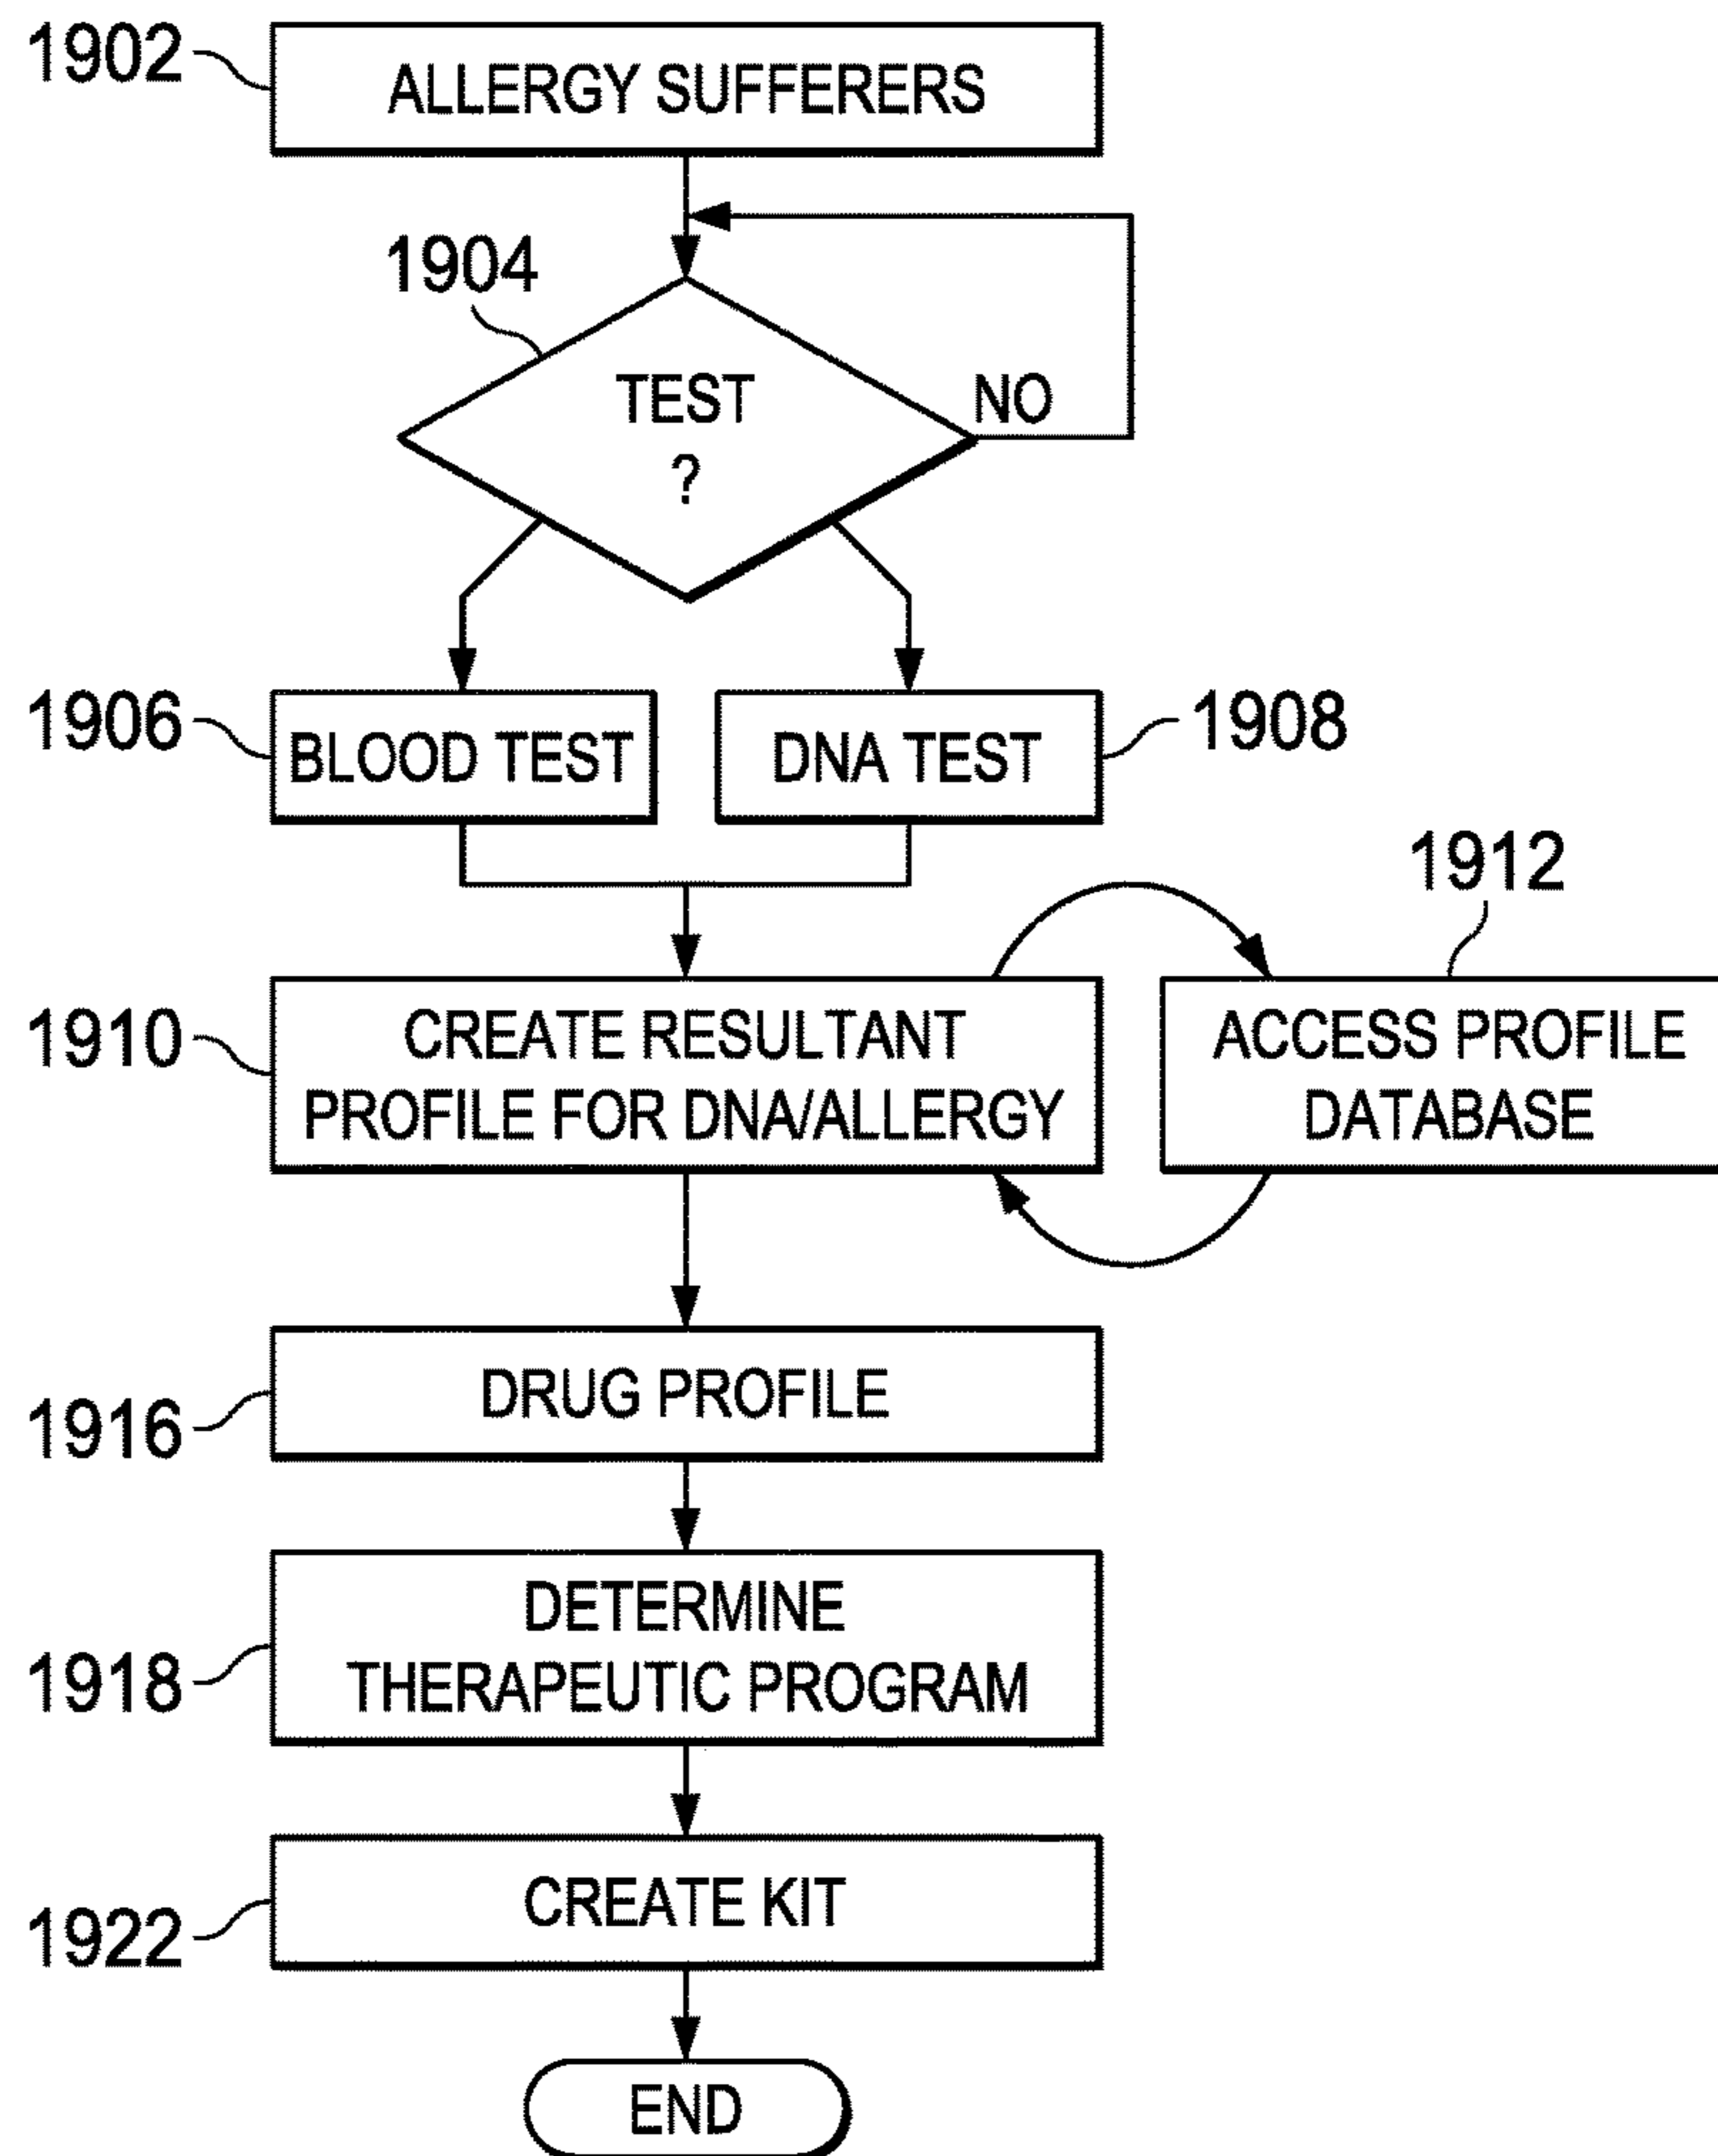 1902
ALLERGY SUFFERERS
1904
TEST
?
NO
1906
BLOOD TEST
DNA TEST
1908
1912
1910
CREATE RESULTANT
PROFILE FOR DNA/ALLERGY
ACCESS PROFILE
DATABASE
1916
DRUG PROFILE
1918
DETERMINE
THERAPEUTIC PROGRAM
1922
CREATE KIT
END